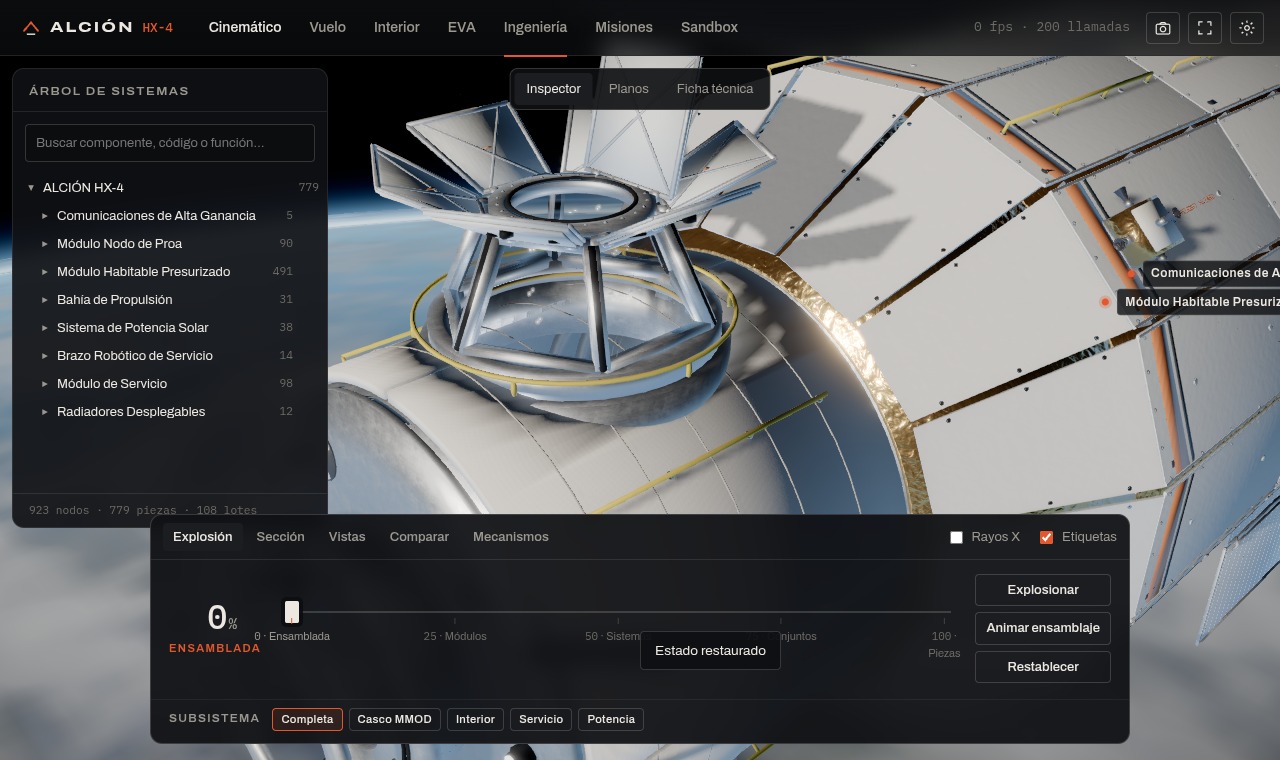 ALCIÓN HX-4
Cinemático
Vuelo
Interior
EVA
Ingeniería
Misiones
Sandbox
0 fps · 200 llamadas
ÁRBOL DE SISTEMAS
Buscar componente, código o función...
ALCIÓN HX-4 779
Comunicaciones de Alta Ganancia 5
Módulo Nodo de Proa 90
Módulo Habitable Presurizado 491
Bahía de Propulsión 31
Sistema de Potencia Solar 38
Brazo Robótico de Servicio 14
Módulo de Servicio 98
Radiadores Desplegables 12
923 nodos · 779 piezas · 108 lotes
Inspector
Planos
Ficha técnica
Comunicaciones de A
Módulo Habitable Presuriz
Explosión
Sección
Vistas
Comparar
Mecanismos
Rayos X
Etiquetas
0%
ENSAMBLADA
0 · Ensamblada
25 · Módulos
50 · Sistem
njuntos
100 ·
Piezas
Estado restaurado
Explosionar
Animar ensamblaje
Restablecer
SUBSISTEMA
Completa
Casco MMOD
Interior
Servicio
Potencia